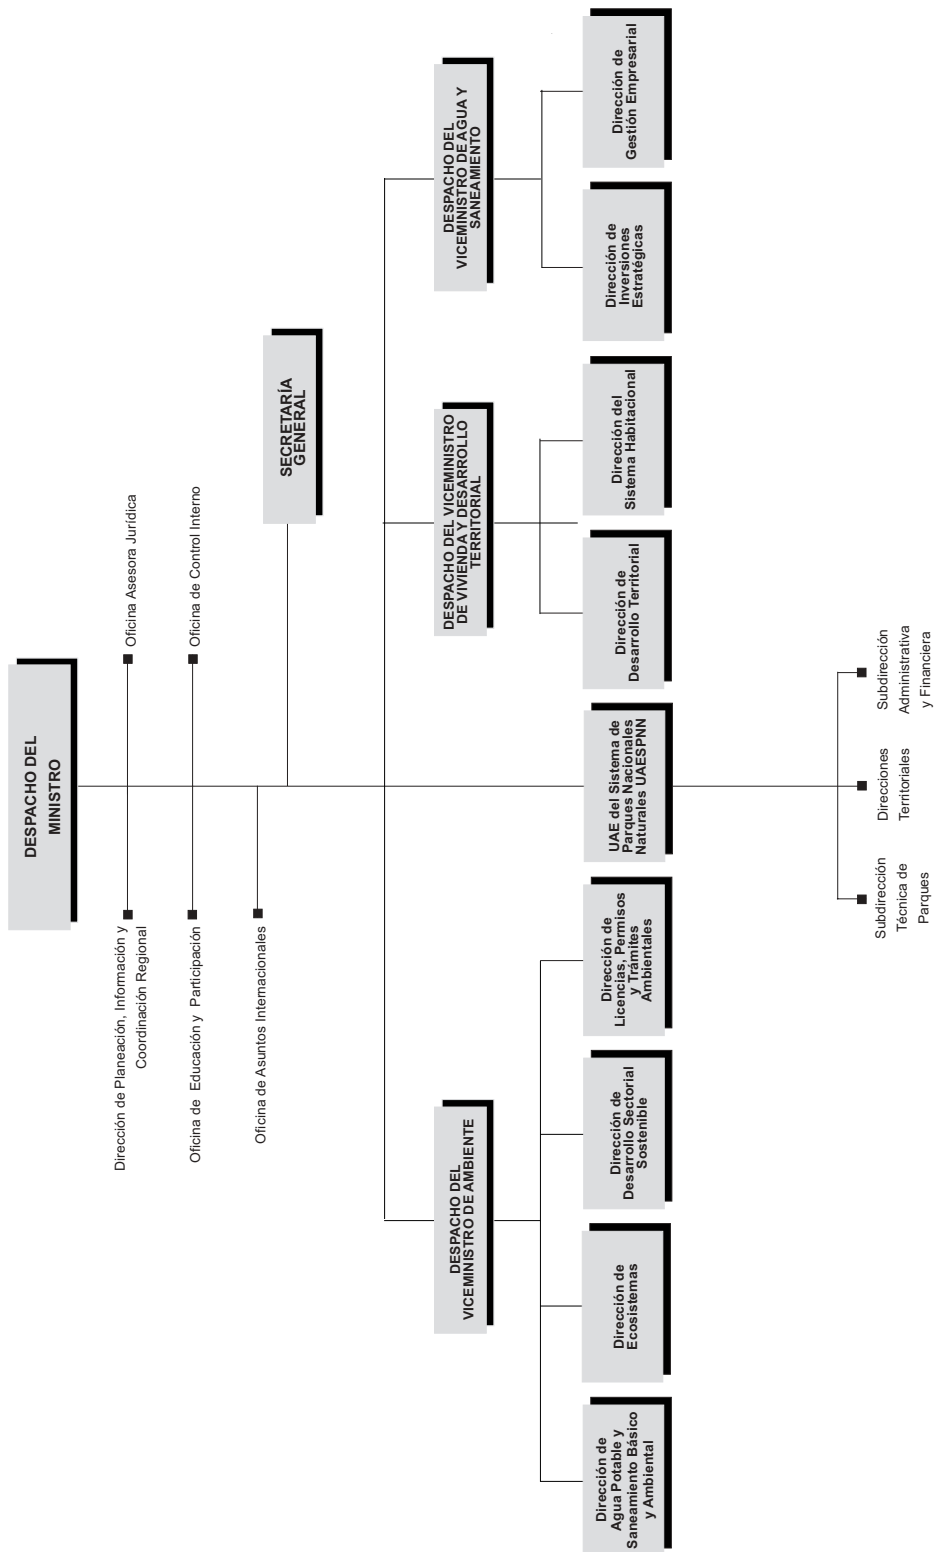 DESPACHO DEL
MINISTRO
Dirección de Planeación, Información y
Coordinación Regional
Oficina Asesora Jurídica
Oficina de Educación y Participación
Oficina de Control Interno
Oficina de Asuntos Internacionales
SECRETARÍA
GENERAL
DESPACHO DEL
VICEMINISTRO DE AMBIENTE
DESPACHO DEL VICEMINISTRO
DE VIVIENDA Y DESARROLLO
TERRITORIAL
DESPACHO DEL
VICEMINISTRO DE AGUA Y
SANEAMIENTO
Dirección de
Agua Potable y
Saneamiento Básico
y Ambiental
Dirección de
Ecosistemas
Dirección de
Desarrollo Sectorial
Sostenible
Dirección de
Licencias, Permisos
y Trámites
Ambientales
UAE del Sistema de
Parques Nacionales
Naturales UAESPNN
Dirección de
Desarrollo Territorial
Dirección del
Sistema Habitacional
Dirección de
Inversiones
Estratégicas
Dirección de
Gestión Empresarial
Subdirección
Técnica de
Parques
Direcciones
Territoriales
Subdirección
Administrativa
y Financiera